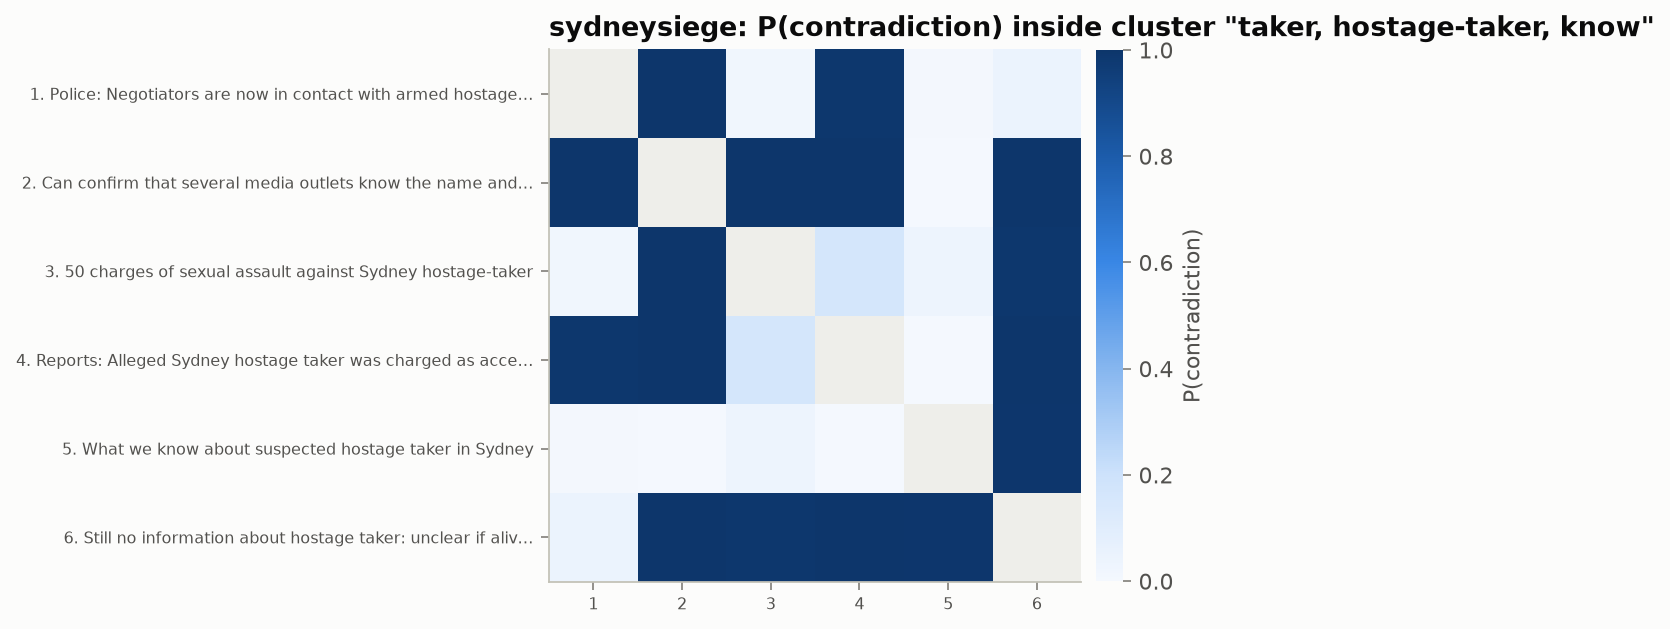 sydneysiege: P(contradiction) inside cluster "taker, hostage-taker, know"
1. Police: Negotiators are now in contact with armed hostage...
2. Can confirm that several media outlets know the name and...
3. 50 charges of sexual assault against Sydney hostage-taker
4. Reports: Alleged Sydney hostage taker was charged as acce...
5. What we know about suspected hostage taker in Sydney
6. Still no information about hostage taker: unclear if aliv...
1 2 3 4 5 6
1.0
0.8
0.6
0.4
0.2
0.0
P(contradiction)